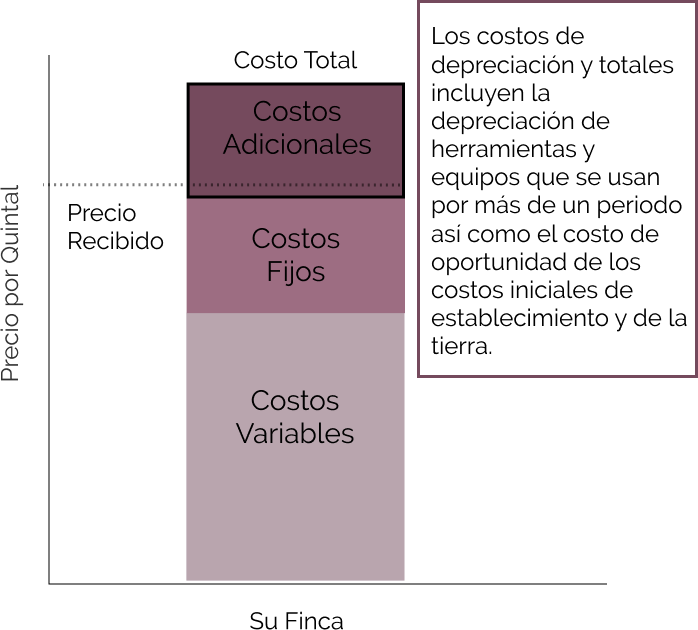 Costo Total
Costos
Adicionales
Precio
Recibido
Costos
Fijos
Costos
Variables
Precio por Quintal
Su Finca
Los costos de
depreciación y totales
incluyen la
depreciación de
herramientas y
equipos que se usan
por más de un periodo
así como el costo de
oportunidad de los
costos iniciales de
establecimiento y de la
tierra.